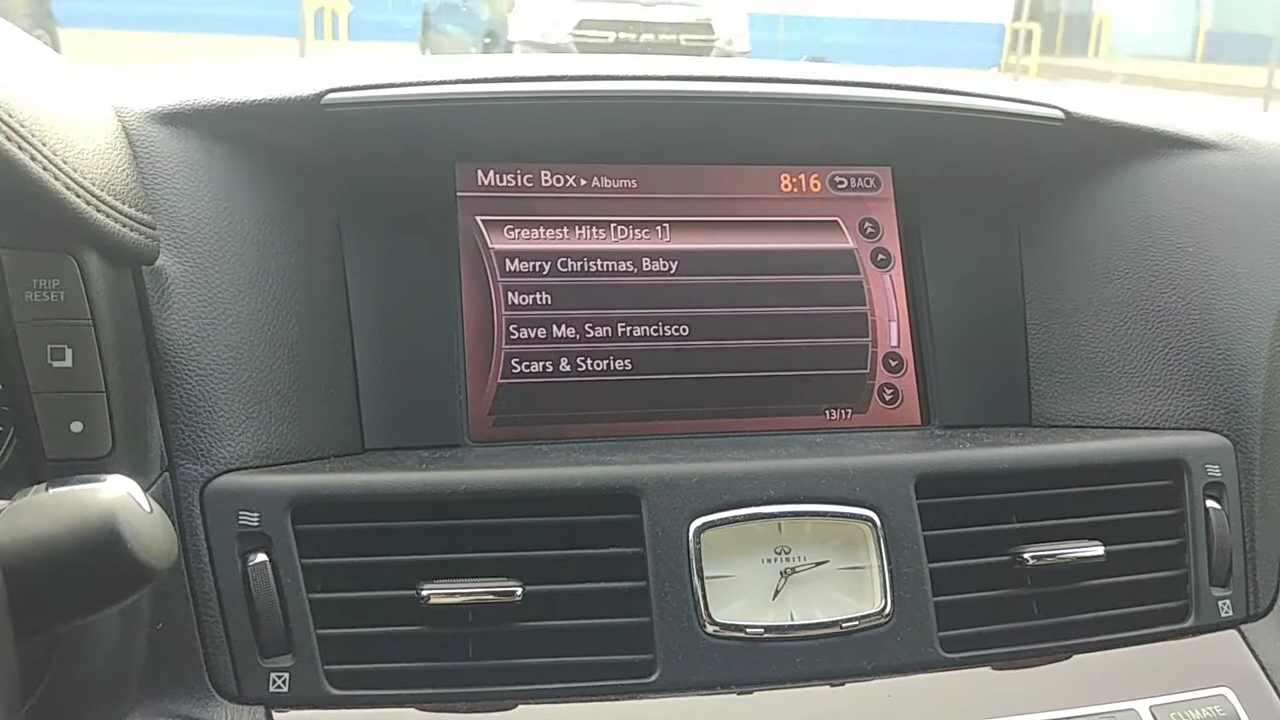 RAM
Music Box ▸ Albums
8:16
BACK
Greatest Hits [Disc 1]
Merry Christmas, Baby
North
Save Me, San Francisco
Scars & Stories
13/17
TRIP
RESET
INFINITI
CLIMATE